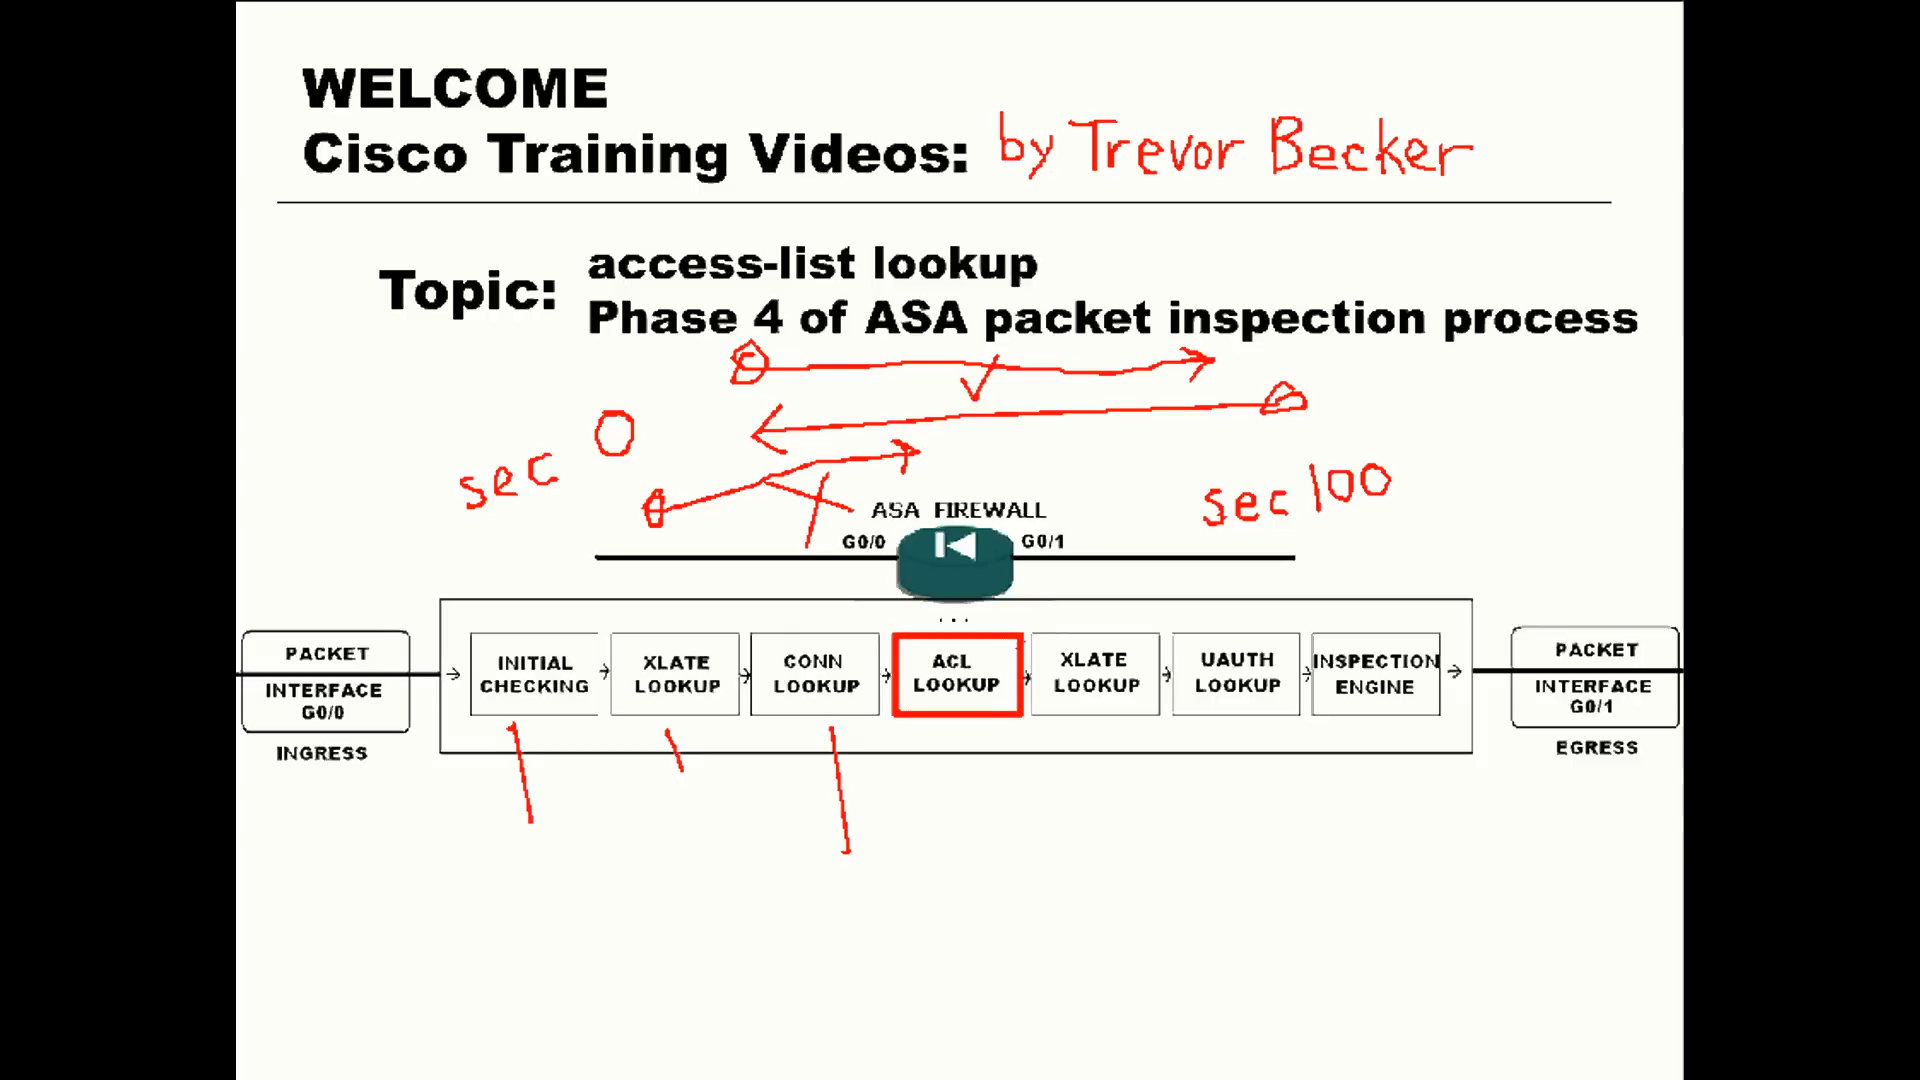 WELCOME
Cisco Training Videos: by Trevor Becker
Topic: access-list lookup
Phase 4 of ASA packet inspection process
sec 0
sec 100
ASA FIREWALL
G0/0 G0/1
...
PACKET
INTERFACE
G0/0
INGRESS
INITIAL
CHECKING
XLATE
LOOKUP
CONN
LOOKUP
ACL
LOOKUP
XLATE
LOOKUP
UAUTH
LOOKUP
INSPECTION
ENGINE
PACKET
INTERFACE
G0/1
EGRESS